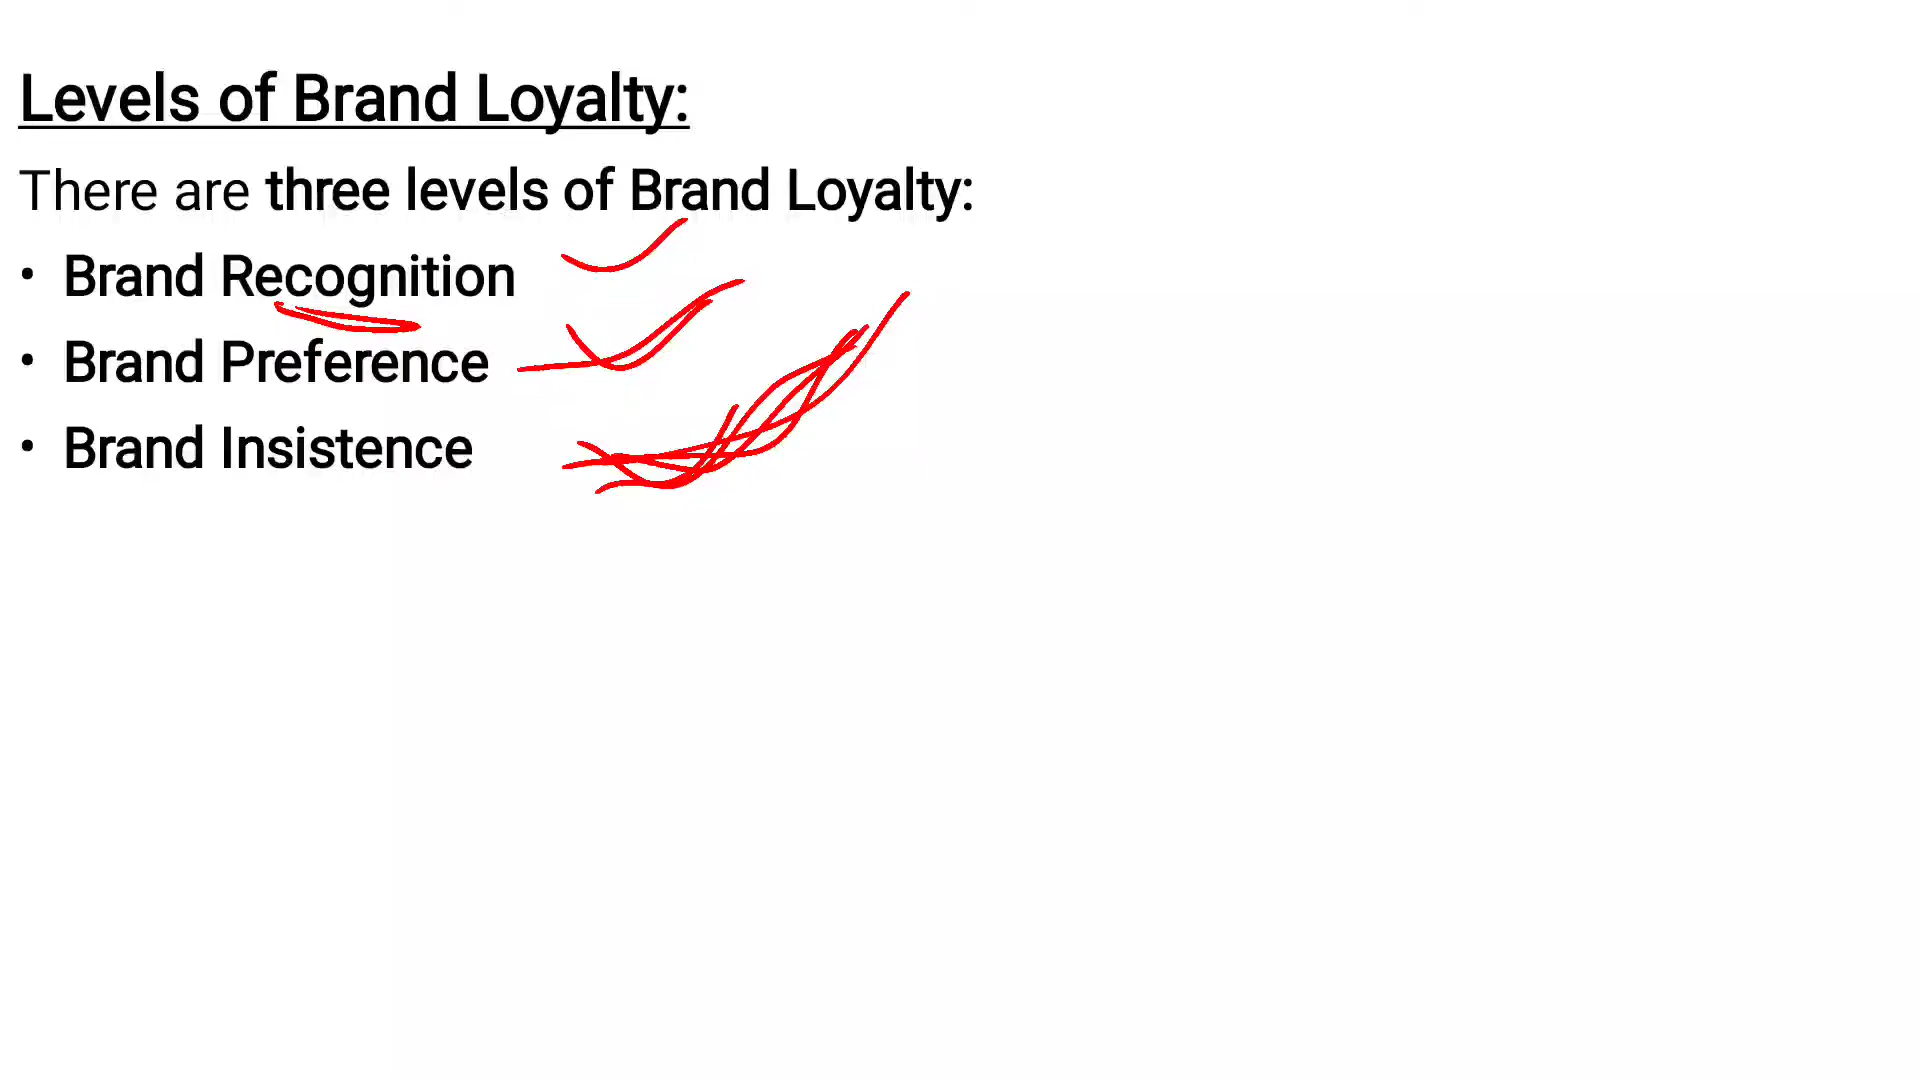 Levels of Brand Loyalty:
There are three levels of Brand Loyalty:
• Brand Recognition
• Brand Preference
• Brand Insistence